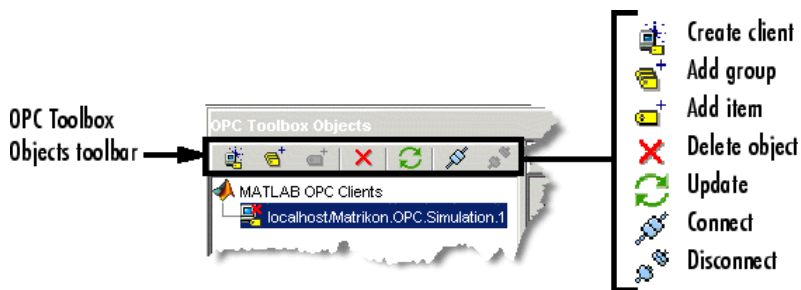 OPC Toolbox
Objects toolbar
OPC Toolbox Objects
MATLAB OPC Clients
localhost/Matrikon.OPC.Simulation.1
Create client
Add group
Add item
Delete object
Update
Connect
Disconnect